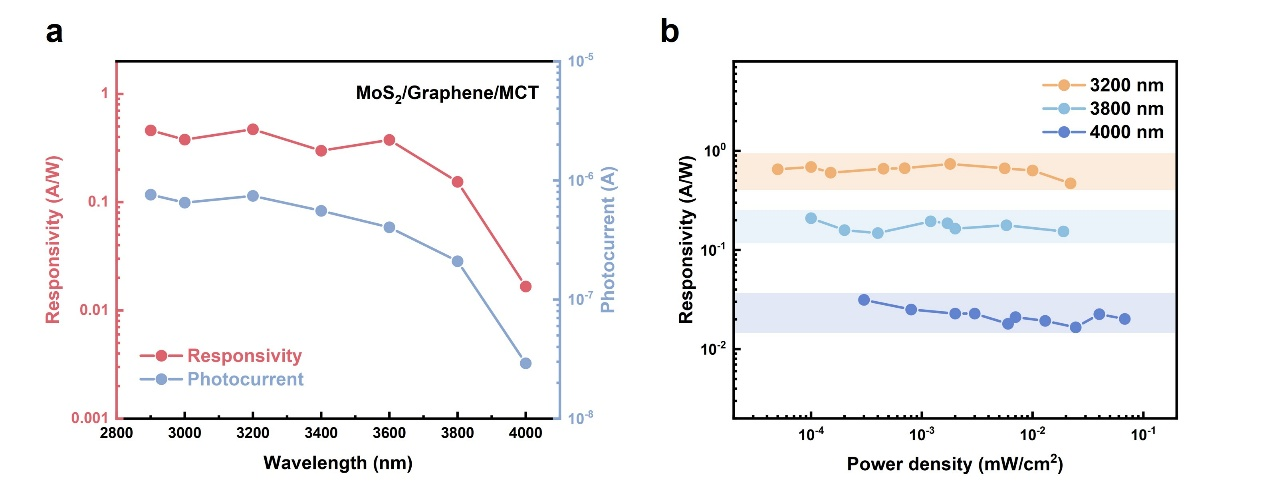 a
MoS₂/Graphene/MCT
Responsivity (A/W)
1
0.1
0.01
0.001
Photocurrent (A)
10⁻⁵
10⁻⁶
10⁻⁷
10⁻⁸
Responsivity
Photocurrent
2800 3000 3200 3400 3600 3800 4000
Wavelength (nm)
b
3200 nm
3800 nm
4000 nm
Responsivity (A/W)
10⁰
10⁻¹
10⁻²
10⁻⁴ 10⁻³ 10⁻² 10⁻¹
Power density (mW/cm²)